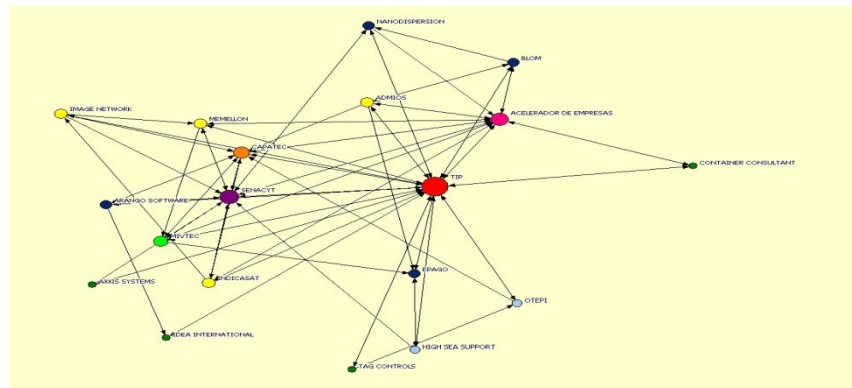 NANODISPERSION
BLOM
ADMIOS
IMAGE NETWORK
MEMELLON
ACELERADOR DE EMPRESAS
CAPATEC
CONTAINER CONSULTANT
TIP
SENACYT
ARANGO SOFTWARE
MIVTEC
EPAGO
AXXIS SYSTEMS
INDICASAT
OTEPI
IDEA INTERNATIONAL
HIGH SEA SUPPORT
TAG CONTROLS